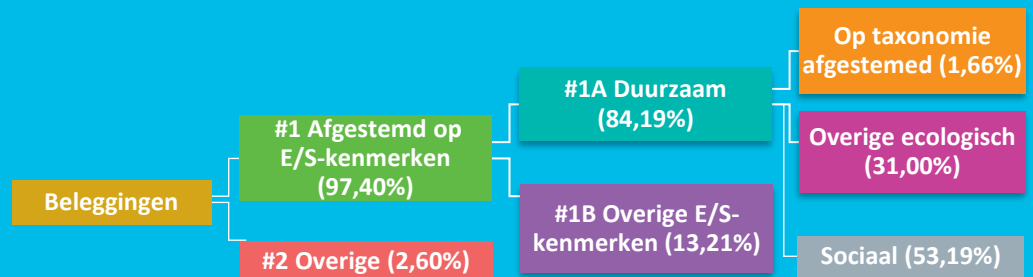 Beleggingen
#1 Afgestemd op
E/S-kenmerken
(97,40%)
#2 Overige (2,60%)
#1A Duurzaam
(84,19%)
#1B Overige E/S-
kenmerken (13,21%)
Op taxonomie
afgestemed (1,66%)
Overige ecologisch
(31,00%)
Sociaal (53,19%)